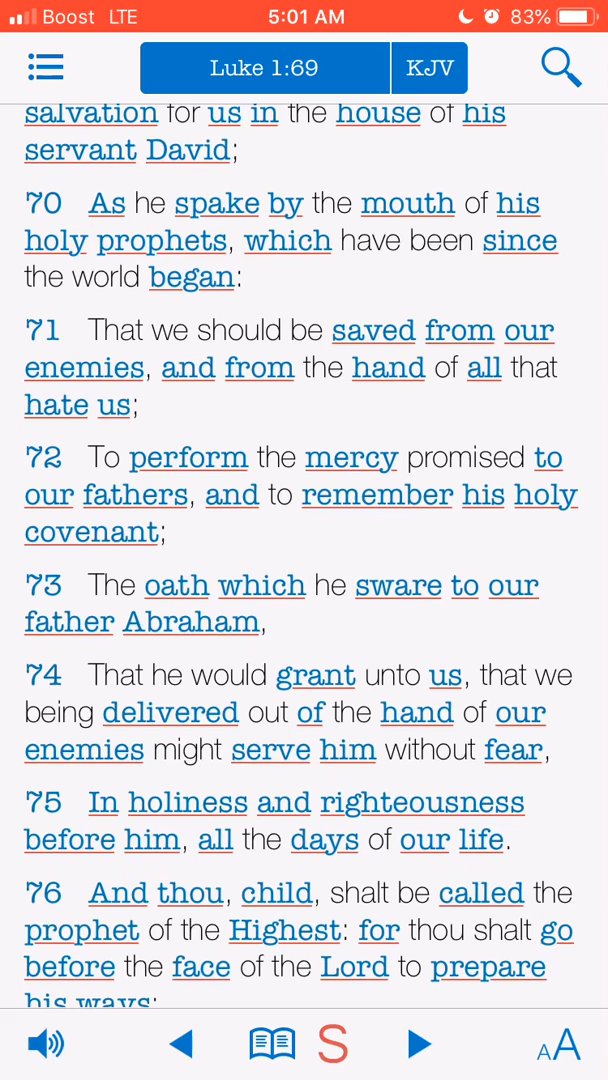 Boost LTE 5:01 AM 83%
Luke 1:69 KJV
salvation for us in the house of his
servant David;
70 As he spake by the mouth of his
holy prophets, which have been since
the world began:
71 That we should be saved from our
enemies, and from the hand of all that
hate us;
72 To perform the mercy promised to
our fathers, and to remember his holy
covenant;
73 The oath which he sware to our
father Abraham,
74 That he would grant unto us, that we
being delivered out of the hand of our
enemies might serve him without fear,
75 In holiness and righteousness
before him, all the days of our life.
76 And thou, child, shalt be called the
prophet of the Highest: for thou shalt go
before the face of the Lord to prepare
his ways;
S AA